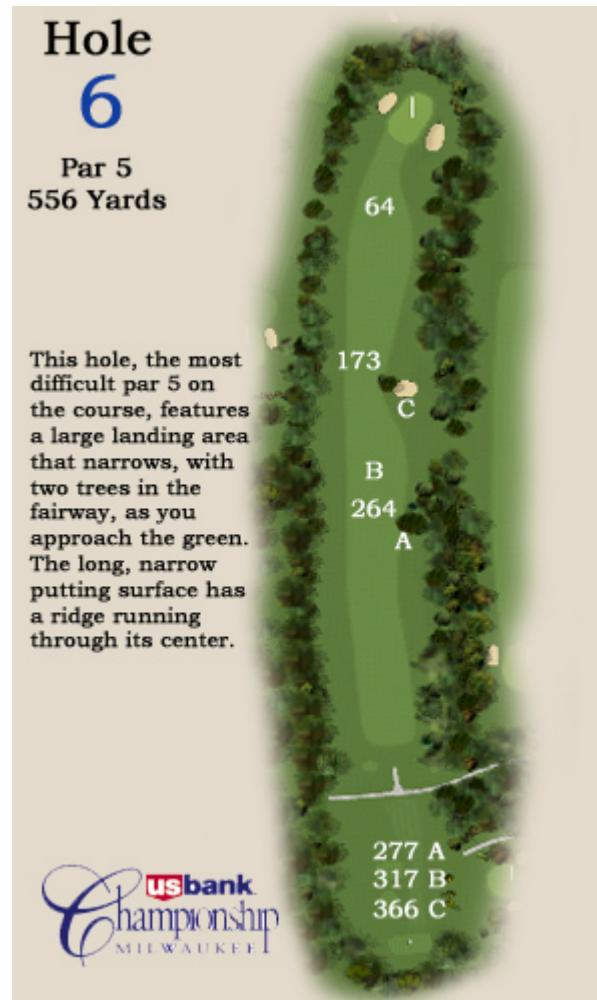 Hole
6
Par 5
556 Yards
This hole, the most
difficult par 5 on
the course, features
a large landing area
that narrows, with
two trees in the
fairway, as you
approach the green.
The long, narrow
putting surface has
a ridge running
through its center.
64
173
C
B
264
A
277 A
317 B
366 C
usbank
Championship
MILWAUKEE